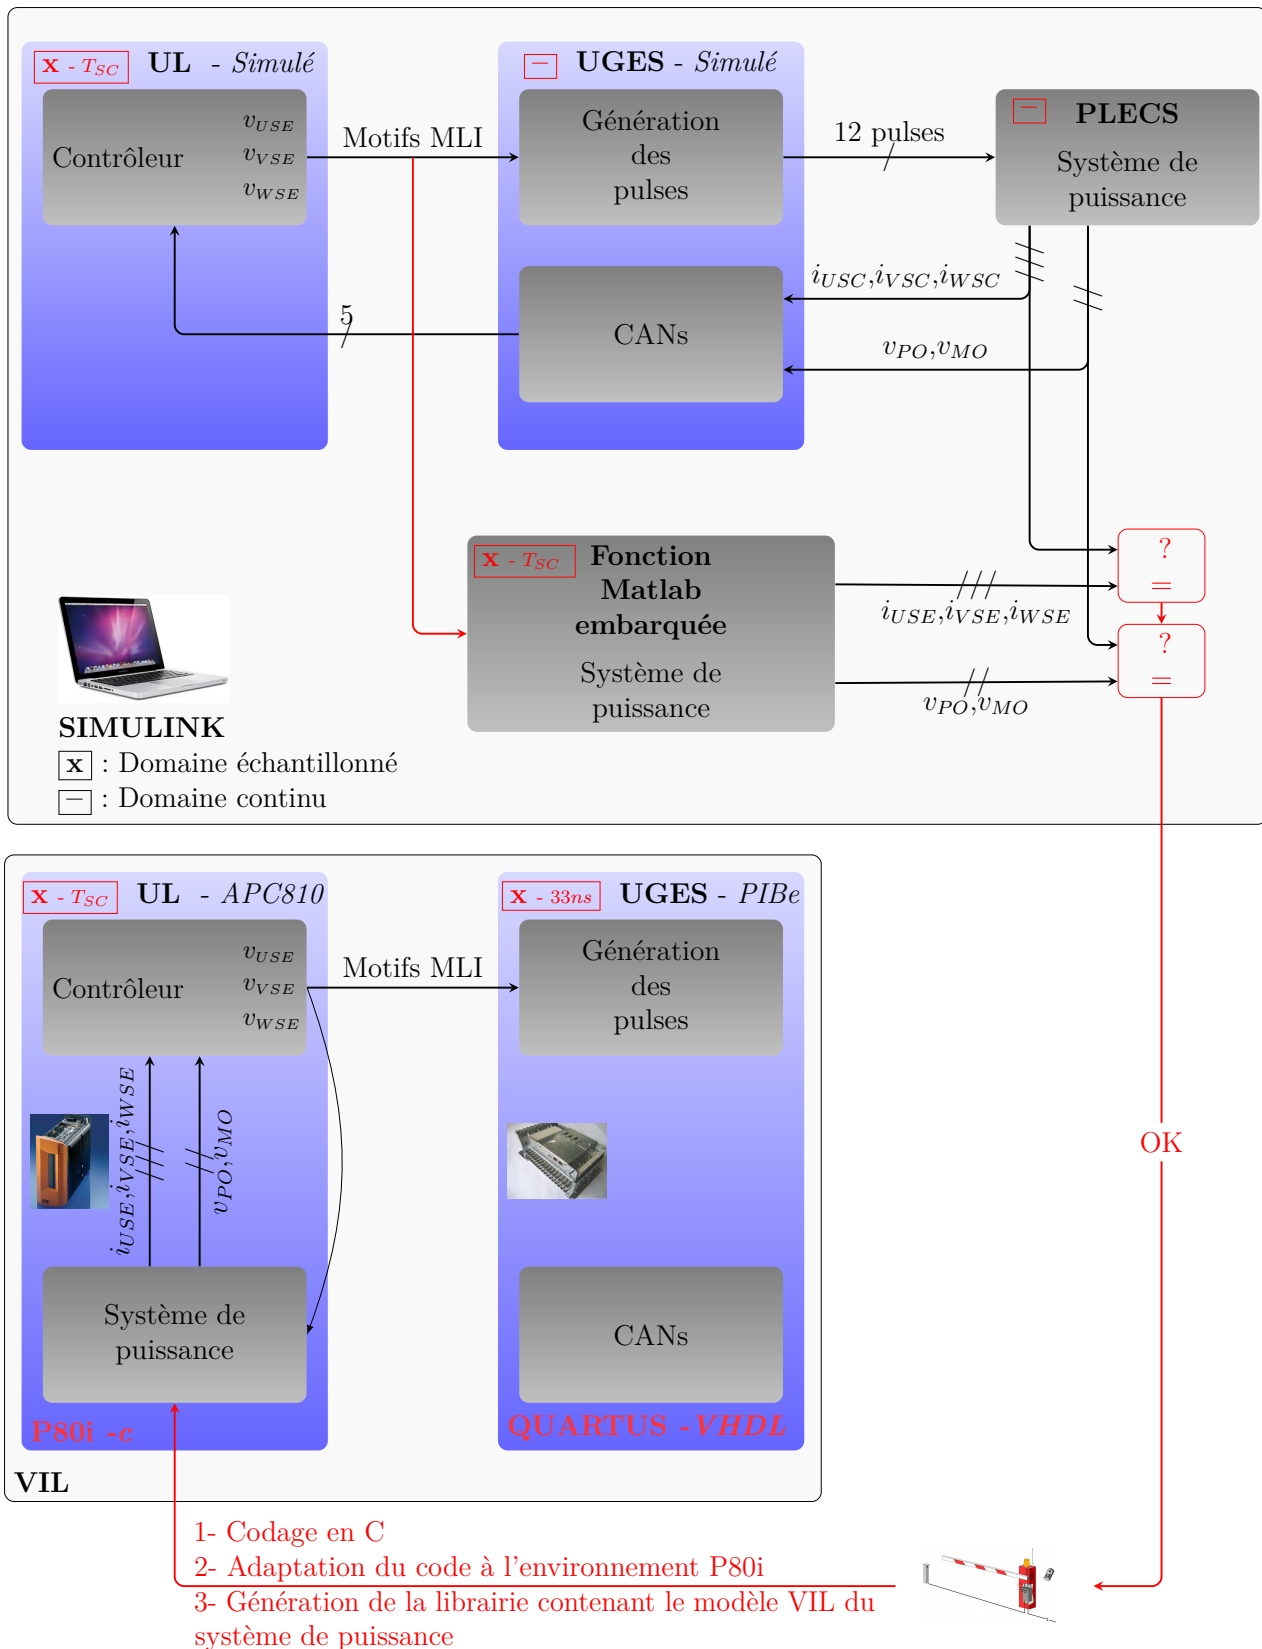 x - T_SC UL - Simulé
Contrôleur
v_USE
v_VSE
v_WSE
Motifs MLI
− UGES - Simulé
Génération
des
pulses
12 pulses
− PLECS
Système de
puissance
i_USC,i_VSC,i_WSC
5
CANs
v_PO,v_MO
x - T_SC Fonction
Matlab
embarquée
Système de
puissance
i_USE,i_VSE,i_WSE
v_PO,v_MO
?
=
?
=
SIMULINK
x : Domaine échantillonné
− : Domaine continu
x - T_SC UL - APC810
Contrôleur
v_USE
v_VSE
v_WSE
Motifs MLI
x - 33ns UGES - PIBe
Génération
des
pulses
i_USE,i_VSE,i_WSE
v_PO,v_MO
OK
Système de
puissance
CANs
P80i -c
QUARTUS -VHDL
VIL
1- Codage en C
2- Adaptation du code à l'environnement P80i
3- Génération de la librairie contenant le modèle VIL du
système de puissance